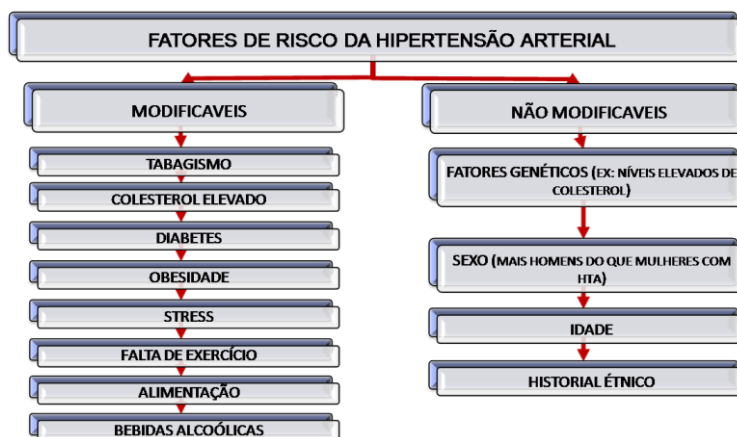 FATORES DE RISCO DA HIPERTENSÃO ARTERIAL
MODIFICAVEIS
TABAGISMO
COLESTEROL ELEVADO
DIABETES
OBESIDADE
STRESS
FALTA DE EXERCÍCIO
ALIMENTAÇÃO
BEBIDAS ALCOÓLICAS
NÃO MODIFICAVEIS
FATORES GENÉTICOS (EX: NÍVEIS ELEVADOS DE
COLESTEROL)
SEXO (MAIS HOMENS DO QUE MULHERES COM
HTA)
IDADE
HISTORIAL ÉTNICO